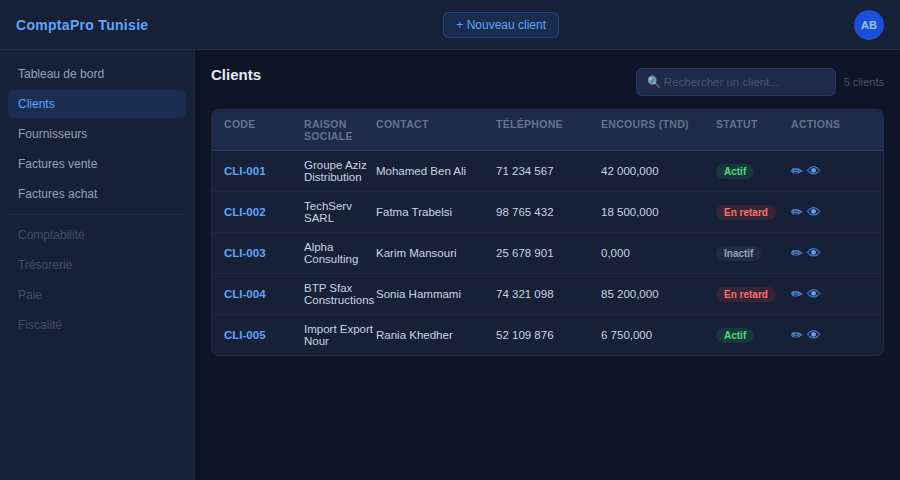 ComptaPro Tunisie
+ Nouveau client
AB
Tableau de bord
Clients
Fournisseurs
Factures vente
Factures achat
Comptabilité
Trésorerie
Paie
Fiscalité
Clients
🔍 Rechercher un client...
5 clients
CODE RAISON SOCIALE CONTACT TÉLÉPHONE ENCOURS (TND) STATUT ACTIONS
CLI-001 Groupe Aziz Distribution Mohamed Ben Ali 71 234 567 42 000,000 Actif ✏ 👁
CLI-002 TechServ SARL Fatma Trabelsi 98 765 432 18 500,000 En retard ✏ 👁
CLI-003 Alpha Consulting Karim Mansouri 25 678 901 0,000 Inactif ✏ 👁
CLI-004 BTP Sfax Constructions Sonia Hammami 74 321 098 85 200,000 En retard ✏ 👁
CLI-005 Import Export Nour Rania Khedher 52 109 876 6 750,000 Actif ✏ 👁